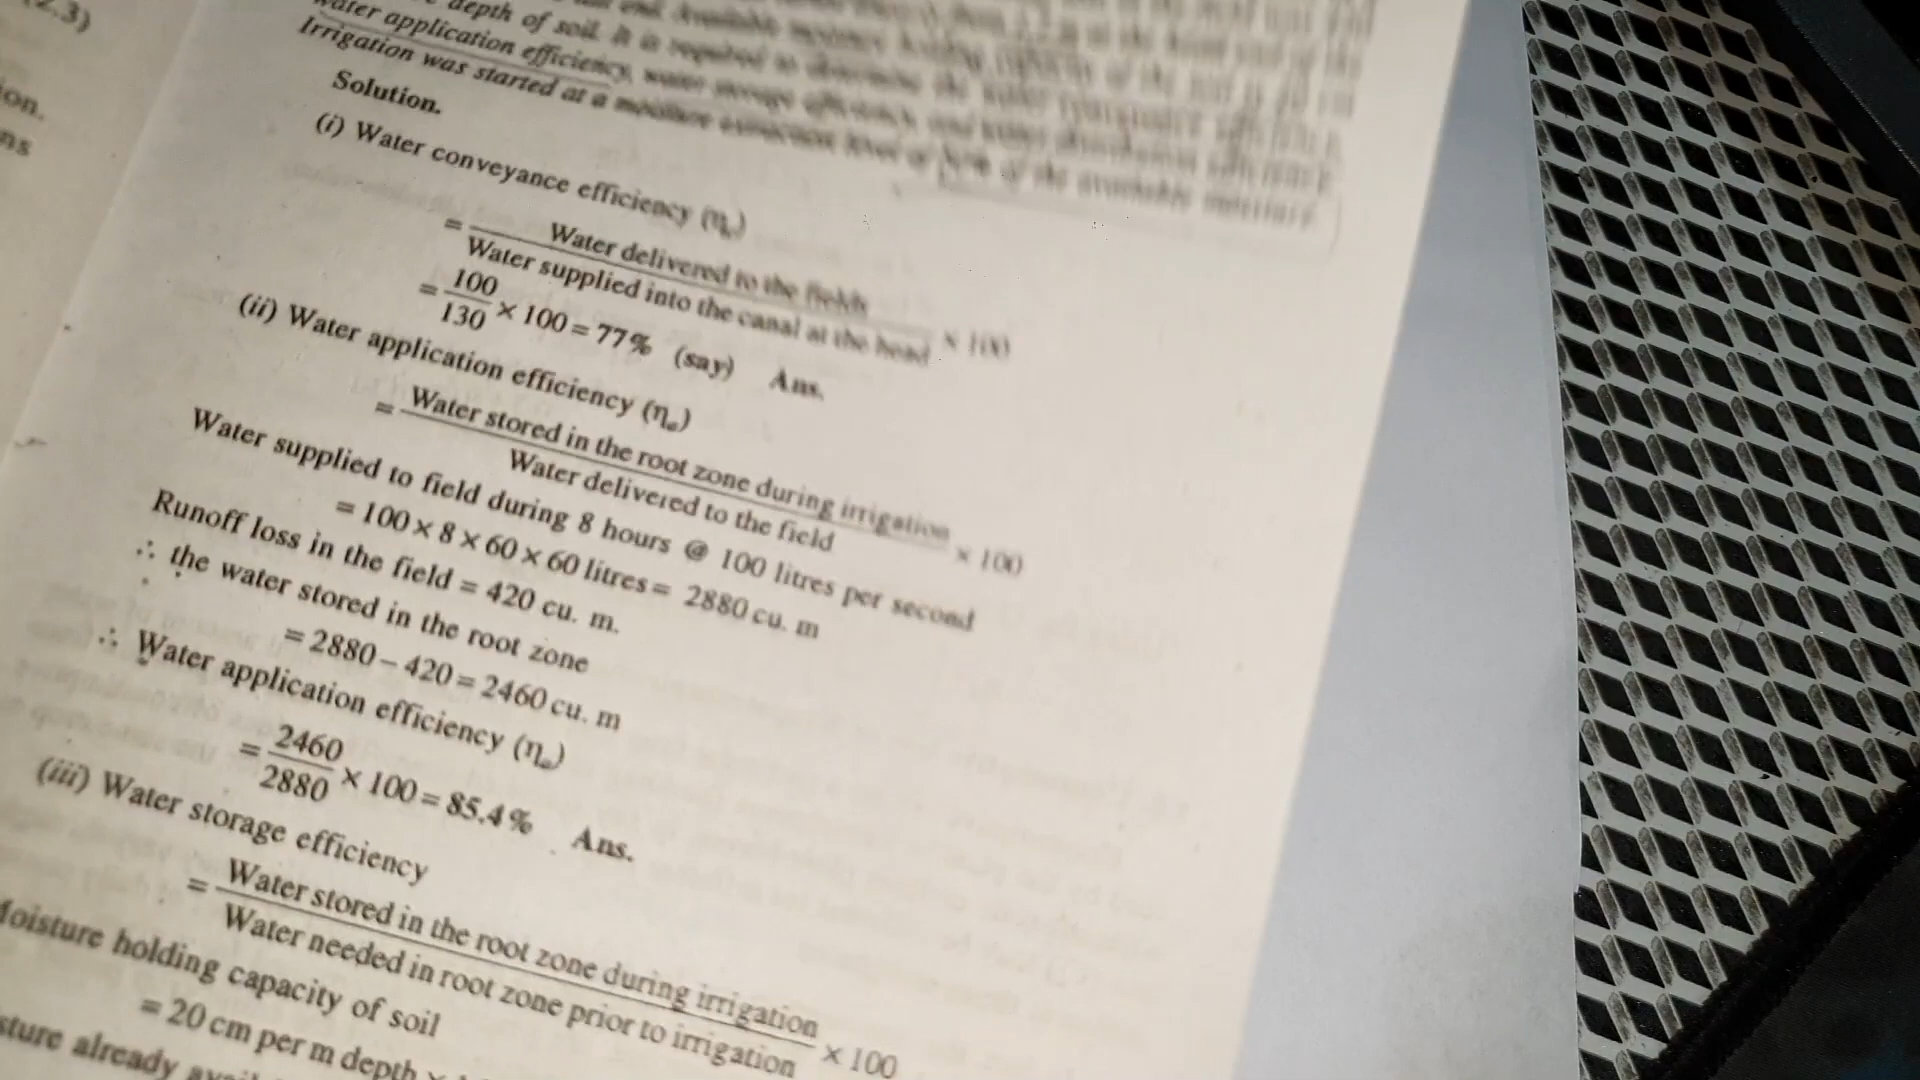 2.3)
ion.
ns
depth of soil. It is required to determine the water conveyance efficiency,
water application efficiency, water storage efficiency, and water distribution efficiency.
Irrigation was started at a moisture extraction level of 50% of the available moisture.
Solution.
(i) Water conveyance efficiency (η
= Water delivered to the fields
Water supplied into the canal at the head × 100
= 100
130 × 100 = 77% (say) Ans.
(ii) Water application efficiency (ηa)
= Water stored in the root zone during irrigation
Water delivered to the field × 100
Water supplied to field during 8 hours @ 100 litres per second
= 100 × 8 × 60 × 60 litres = 2880 cu. m
Runoff loss in the field = 420 cu. m.
∴ the water stored in the root zone
= 2880 – 420 = 2460 cu. m
∴ Water application efficiency (ηa)
= 2460
2880 × 100 = 85.4% Ans.
(iii) Water storage efficiency
= Water stored in the root zone during irrigation
Water needed in root zone prior to irrigation × 100
Moisture holding capacity of soil
= 20 cm per m depth ×
sture already